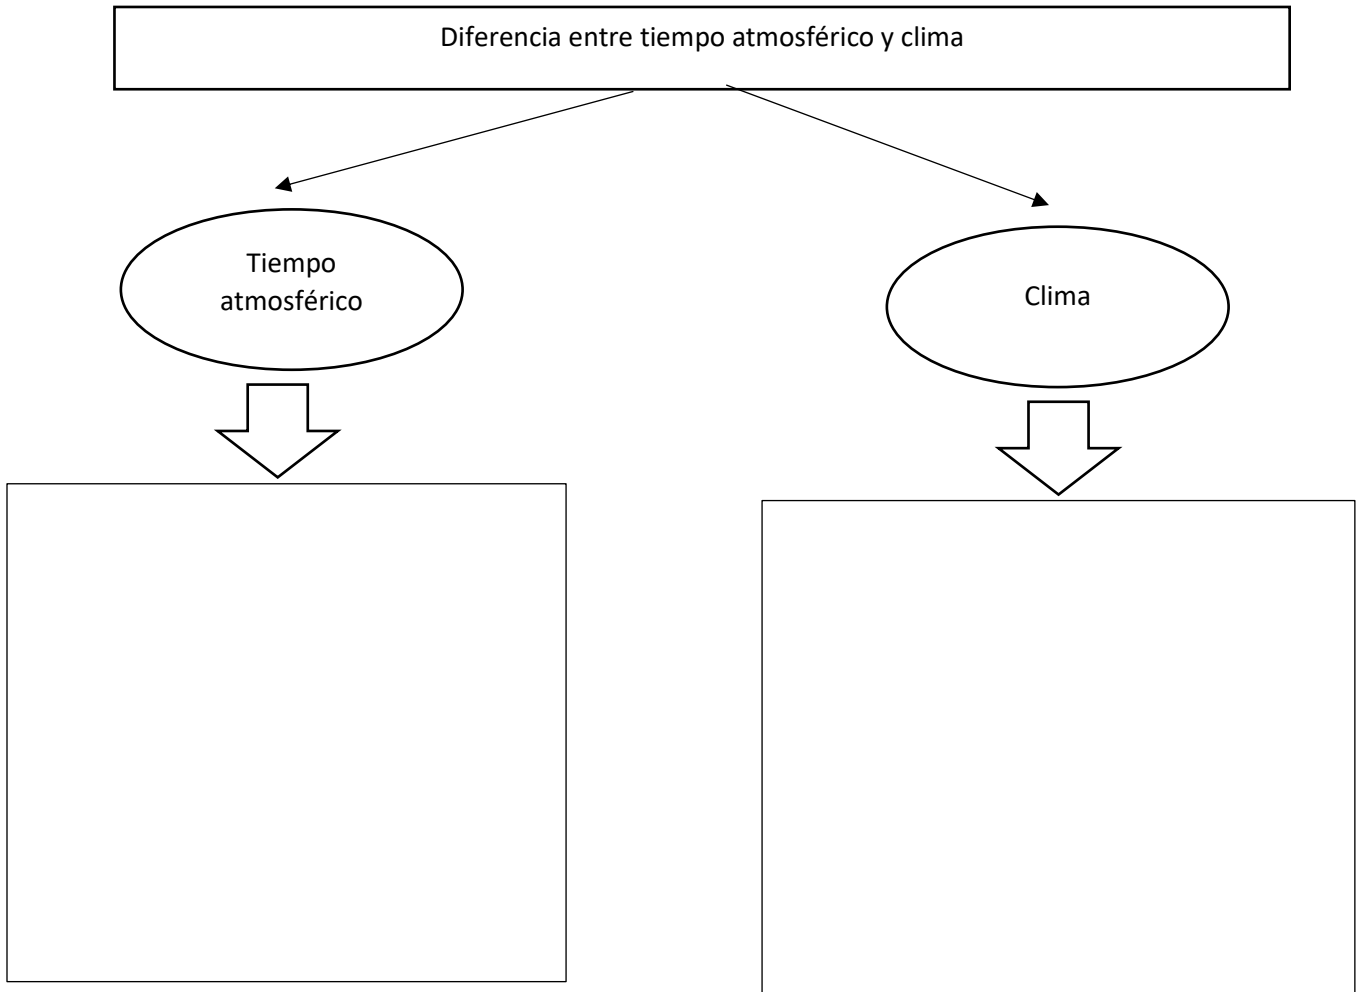 Diferencia entre tiempo atmosférico y clima
Tiempo
atmosférico
Clima